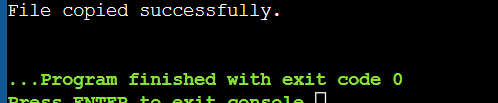 File copied successfully.
...Program finished with exit code 0
Press ENTER to exit console.